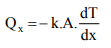 Qₓ = – k.A. dT/dx